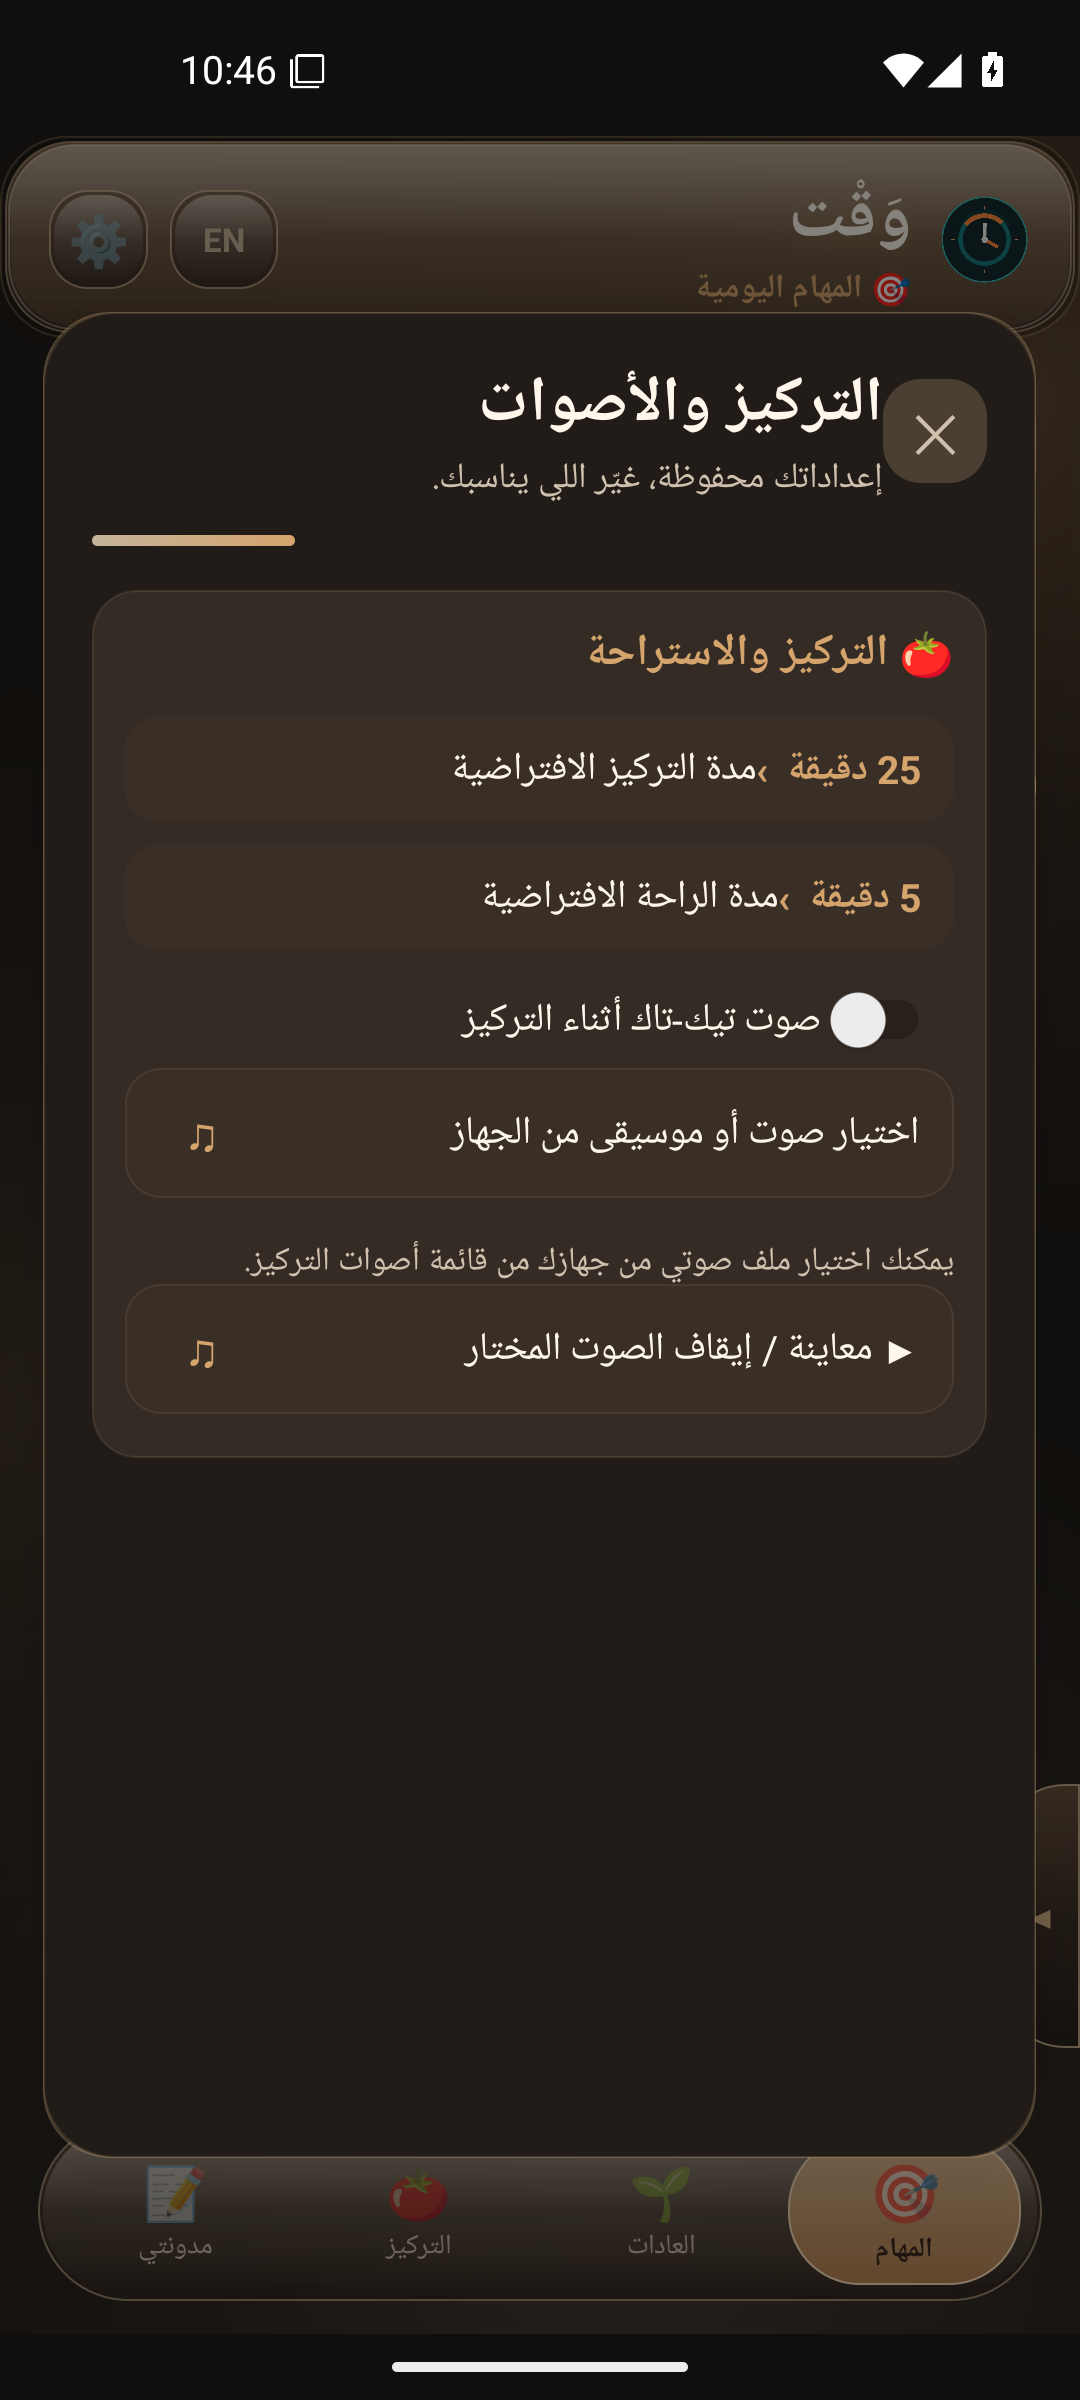 10:46
وَقْت
EN
🎯 المهام اليومية
التركيز والأصوات
إعداداتك محفوظة، غيّر اللي يناسبك.
🍅 التركيز والاستراحة
25 دقيقة ‹مدة التركيز الافتراضية
5 دقيقة ‹مدة الراحة الافتراضية
صوت تيك-تاك أثناء التركيز
اختيار صوت أو موسيقى من الجهاز ♫
يمكنك اختيار ملف صوتي من جهازك من قائمة أصوات التركيز.
▶ معاينة / إيقاف الصوت المختار ♫
المهام
العادات
التركيز
مدونتي